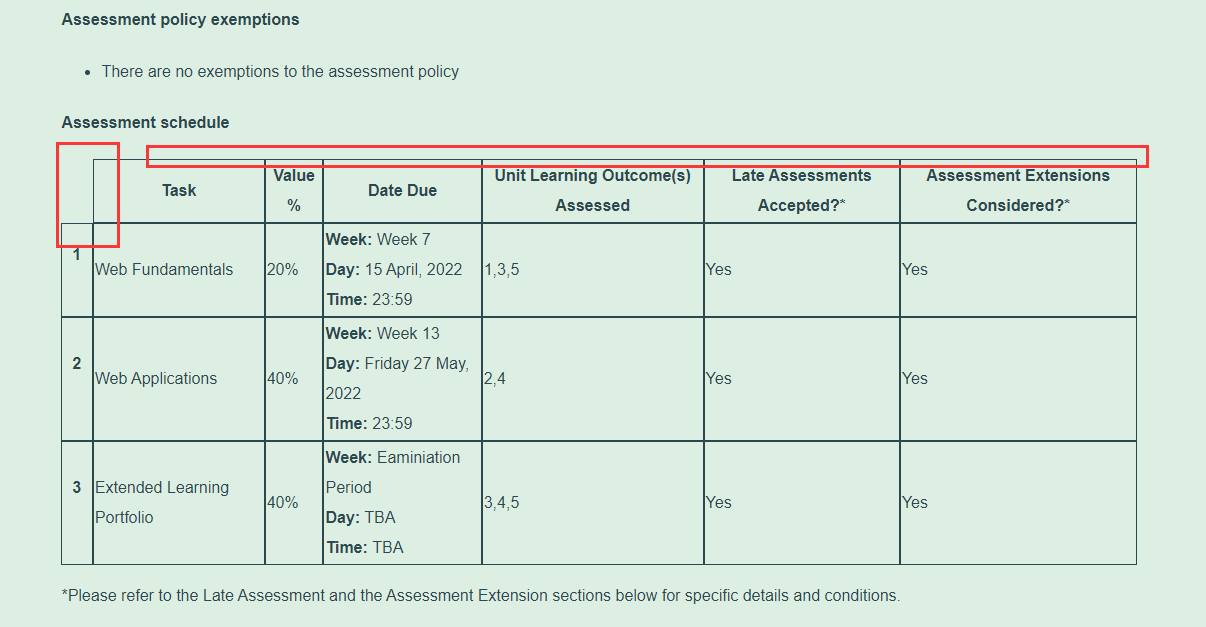 Assessment policy exemptions
• There are no exemptions to the assessment policy
Assessment schedule
Task
Value
%
Date Due
Unit Learning Outcome(s)
Assessed
Late Assessments
Accepted?*
Assessment Extensions
Considered?*
1
Web Fundamentals
20%
Week: Week 7
Day: 15 April, 2022
Time: 23:59
1,3,5
Yes
Yes
2
Web Applications
40%
Week: Week 13
Day: Friday 27 May,
2022
Time: 23:59
2,4
Yes
Yes
3
Extended Learning
Portfolio
40%
Week: Eaminiation
Period
Day: TBA
Time: TBA
3,4,5
Yes
Yes
*Please refer to the Late Assessment and the Assessment Extension sections below for specific details and conditions.